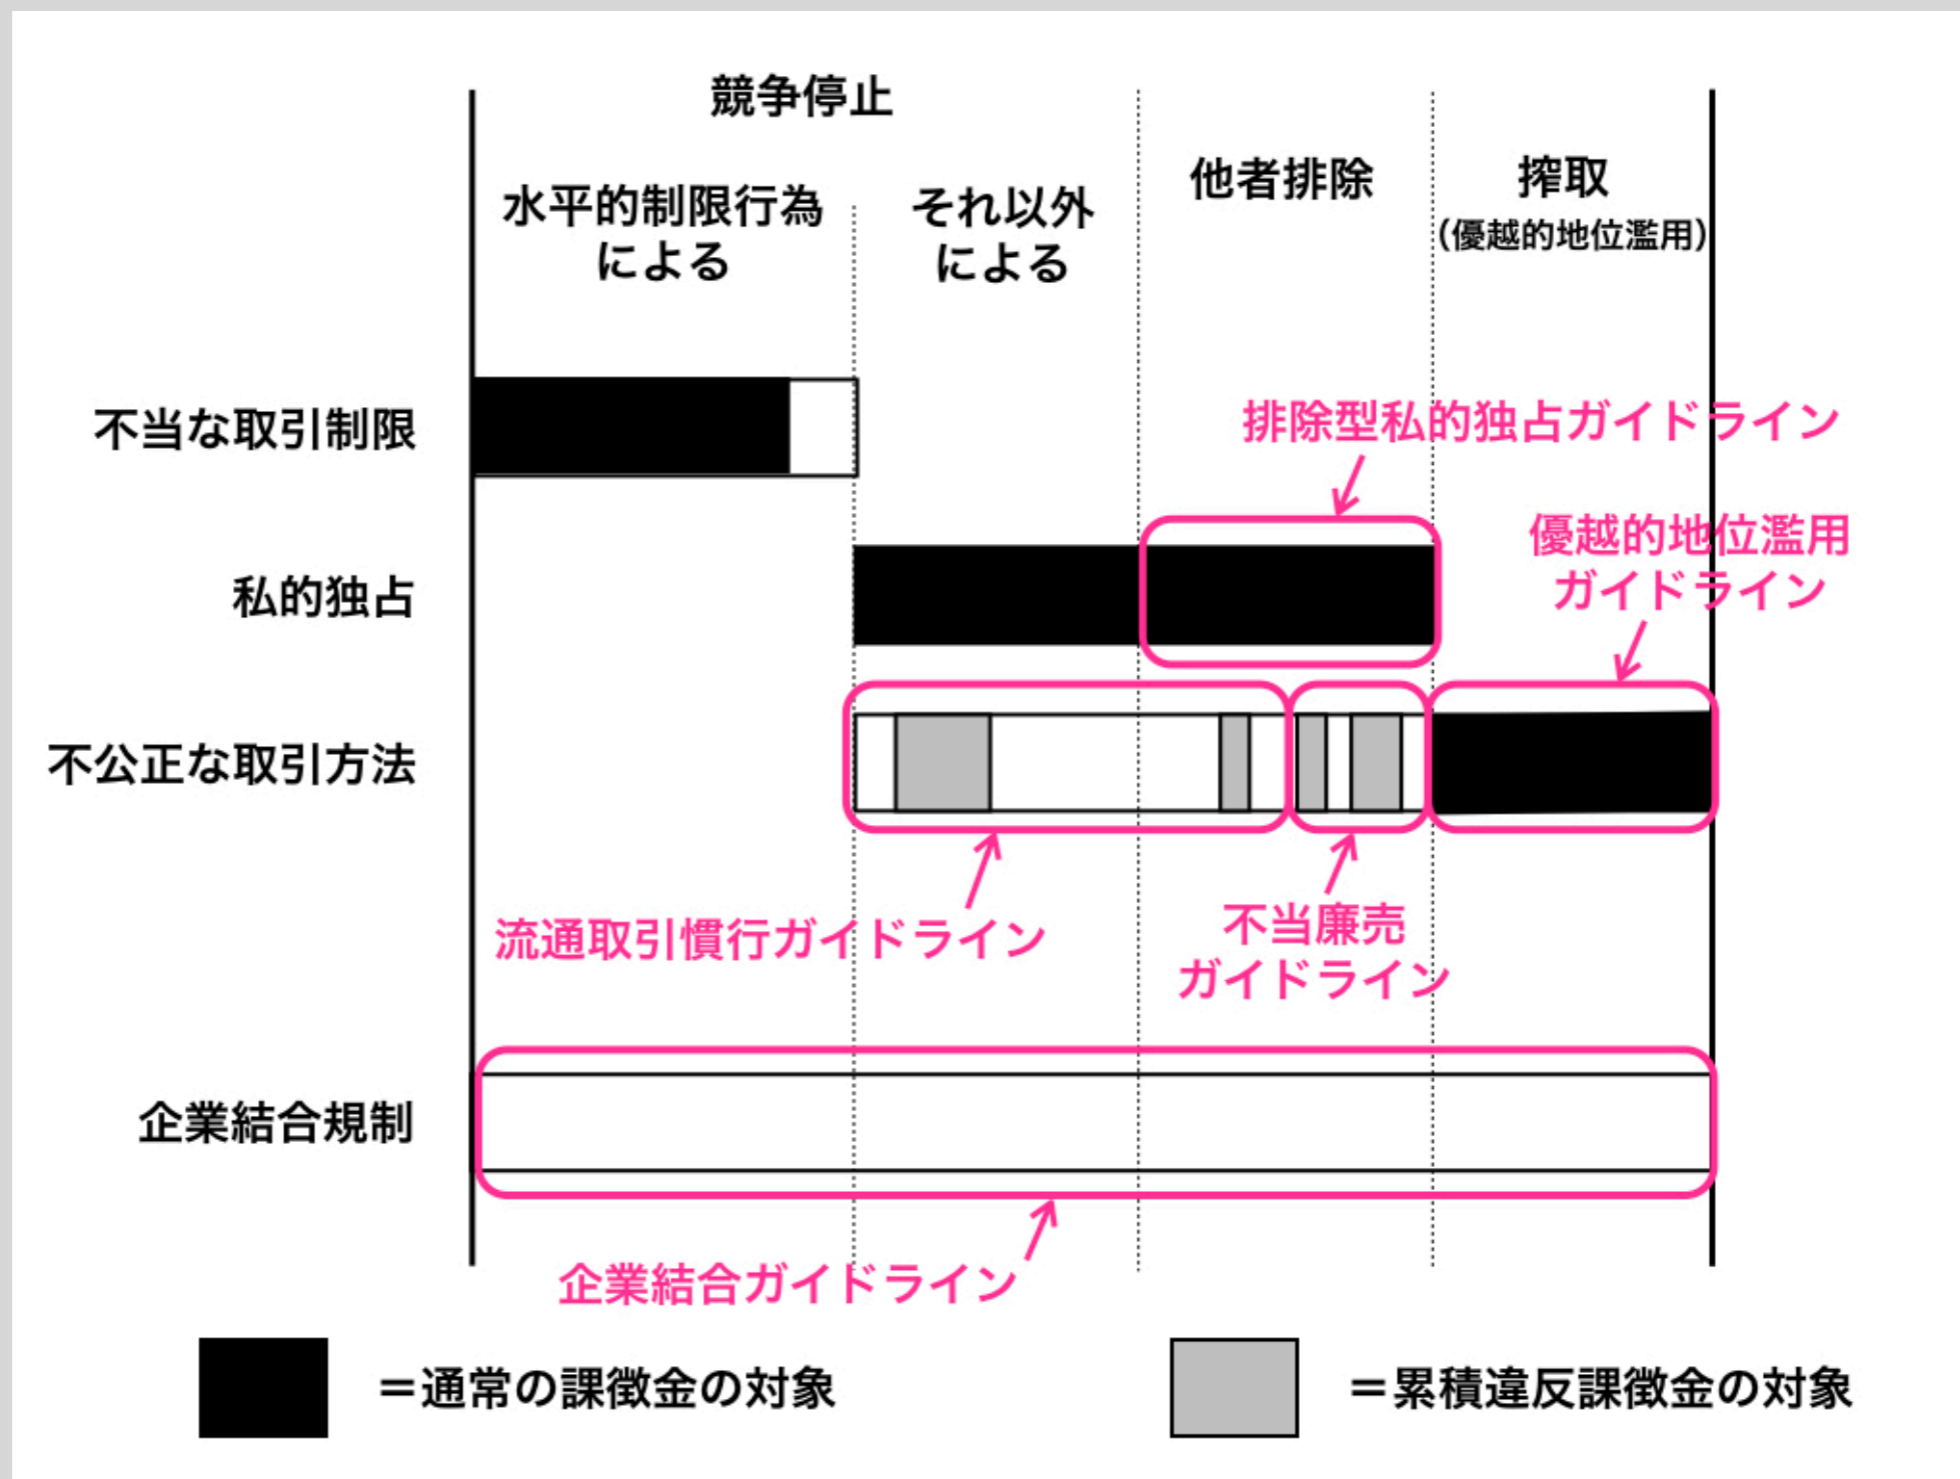 競争停止
水平的制限行為
による
それ以外
による
他者排除
搾取
（優越的地位濫用）
不当な取引制限
排除型私的独占ガイドライン
優越的地位濫用
ガイドライン
私的独占
不公正な取引方法
流通取引慣行ガイドライン
不当廉売
ガイドライン
企業結合規制
企業結合ガイドライン
＝通常の課徴金の対象
＝累積違反課徴金の対象